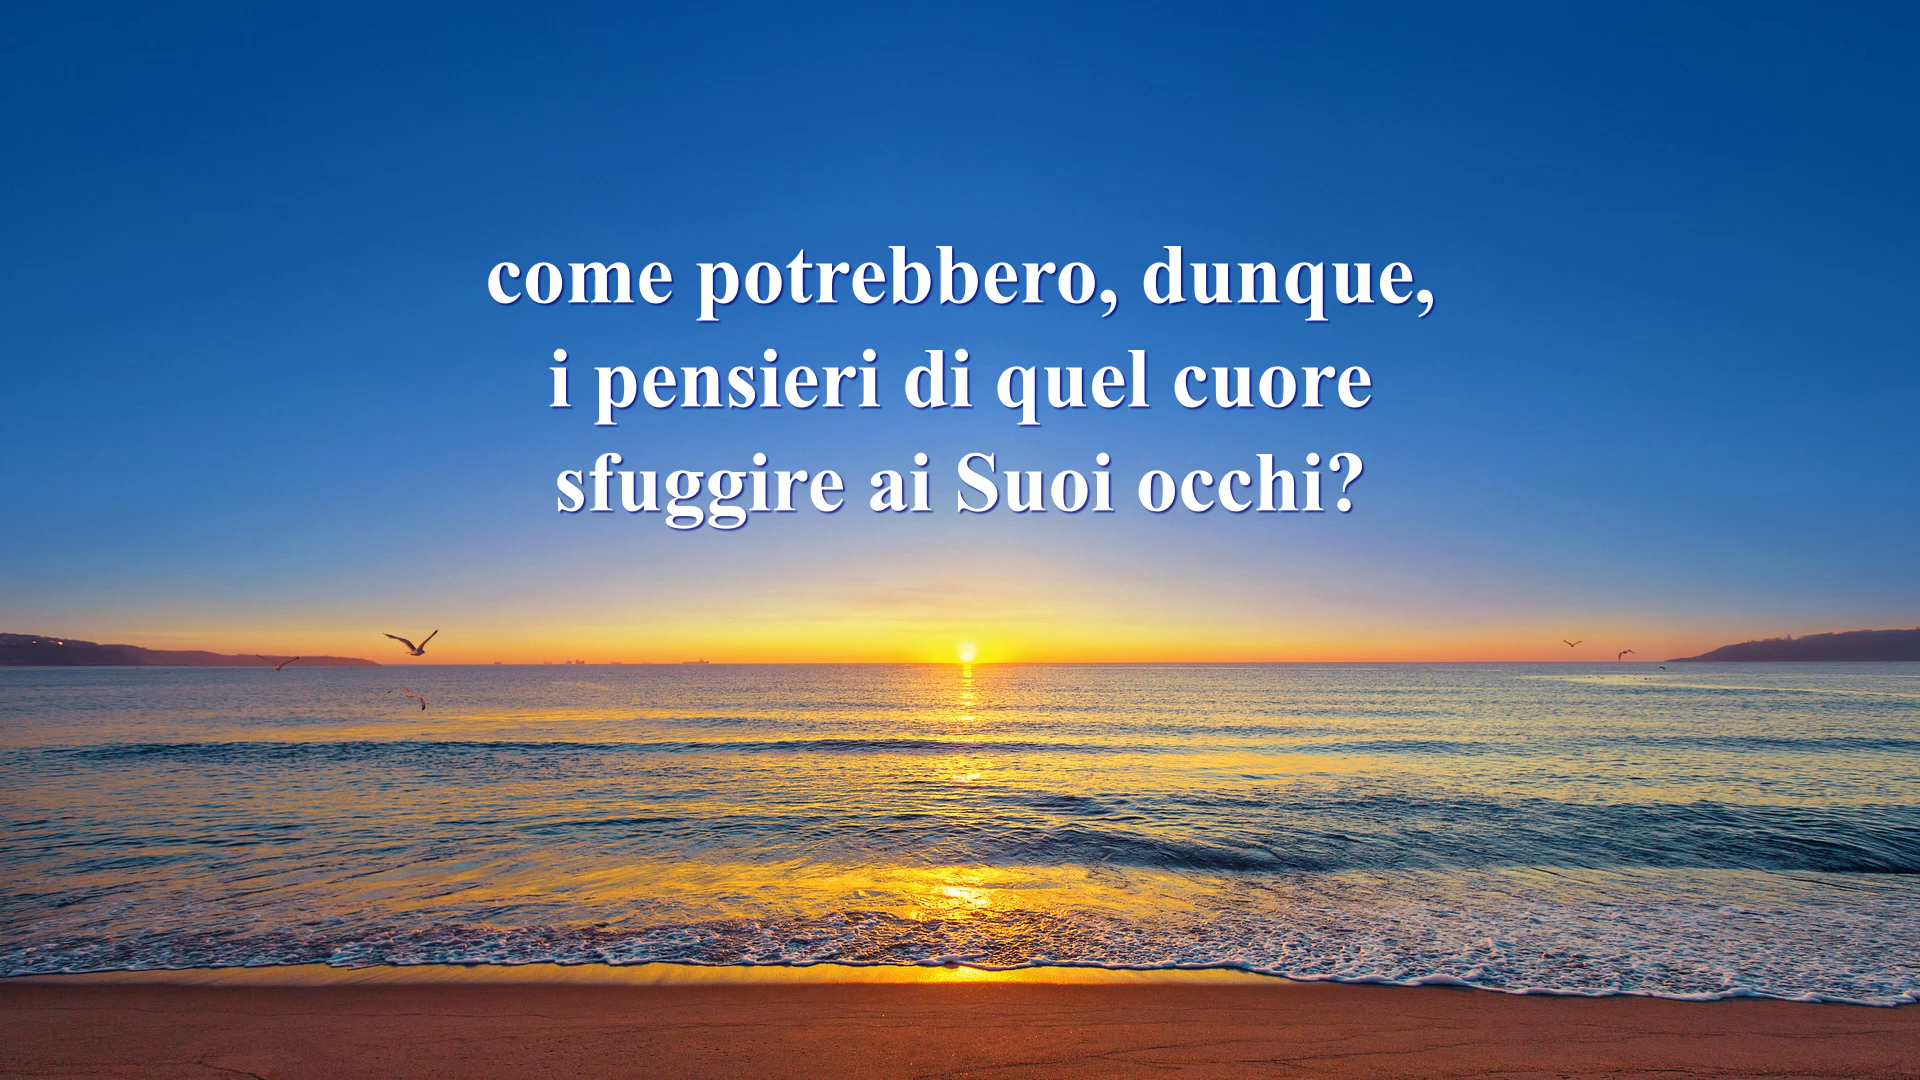 come potrebbero, dunque,
i pensieri di quel cuore
sfuggire ai Suoi occhi?